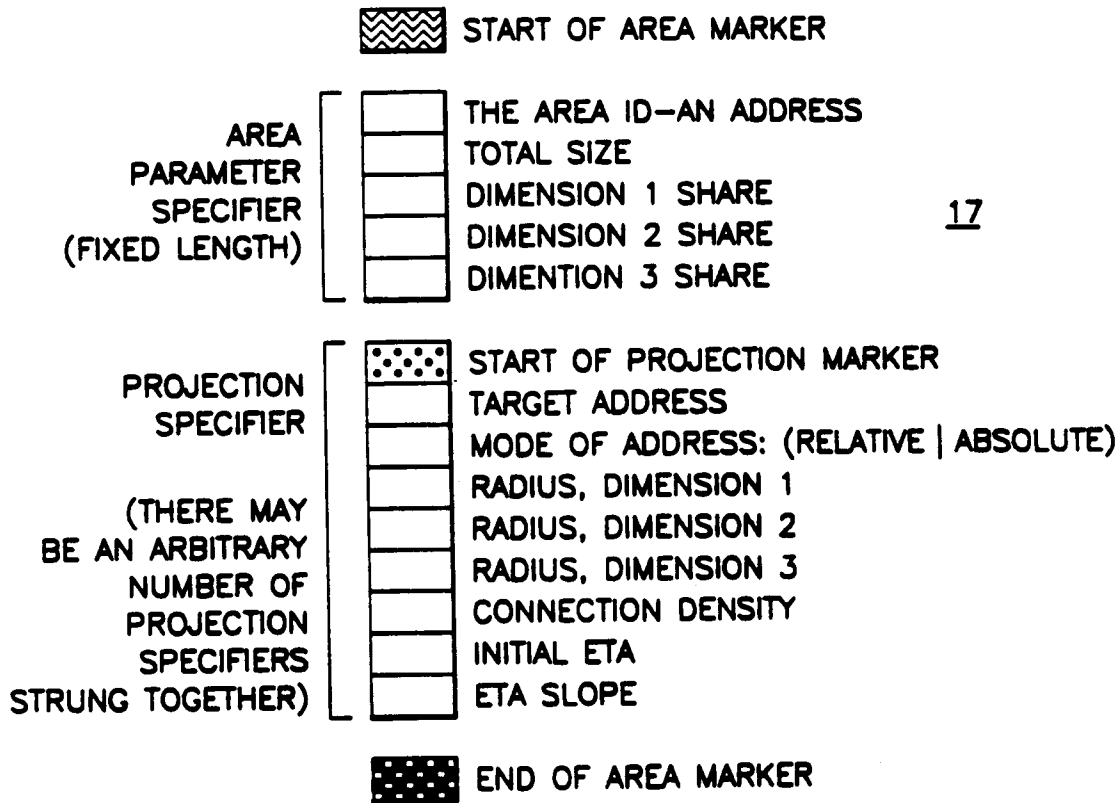 START OF AREA MARKER
AREA
PARAMETER
SPECIFIER
(FIXED LENGTH)
THE AREA ID—AN ADDRESS
TOTAL SIZE
DIMENSION 1 SHARE
DIMENSION 2 SHARE
DIMENTION 3 SHARE
17
PROJECTION
SPECIFIER
(THERE MAY
BE AN ARBITRARY
NUMBER OF
PROJECTION
SPECIFIERS
STRUNG TOGETHER)
START OF PROJECTION MARKER
TARGET ADDRESS
MODE OF ADDRESS: (RELATIVE | ABSOLUTE)
RADIUS, DIMENSION 1
RADIUS, DIMENSION 2
RADIUS, DIMENSION 3
CONNECTION DENSITY
INITIAL ETA
ETA SLOPE
END OF AREA MARKER